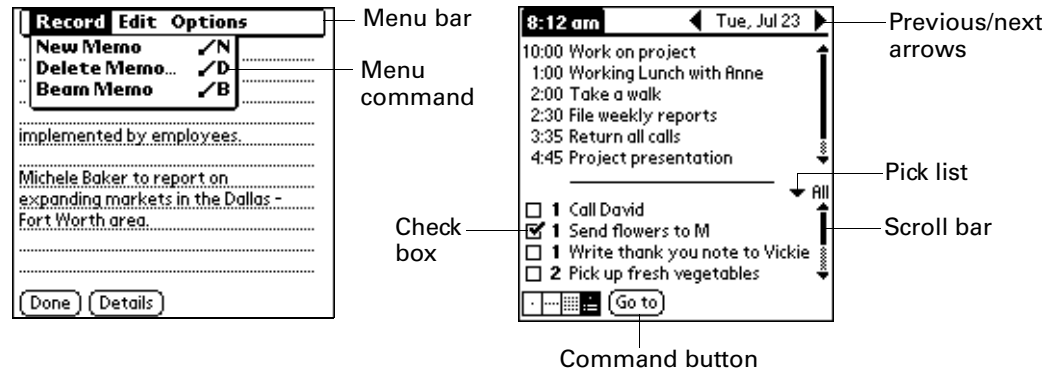 Record Edit Options
New Memo /N
Delete Memo... /D
Beam Memo /B
implemented by employees.
Michele Baker to report on
expanding markets in the Dallas -
Fort Worth area.
Done Details
Menu bar
Menu
command
8:12 am Tue, Jul 23
10:00 Work on project
1:00 Working Lunch with Anne
2:00 Take a walk
2:30 File weekly reports
3:35 Return all calls
4:45 Project presentation
All
1 Call David
1 Send flowers to M
1 Write thank you note to Vickie
2 Pick up fresh vegetables
Go to
Previous/next
arrows
Pick list
Scroll bar
Check
box
Command button